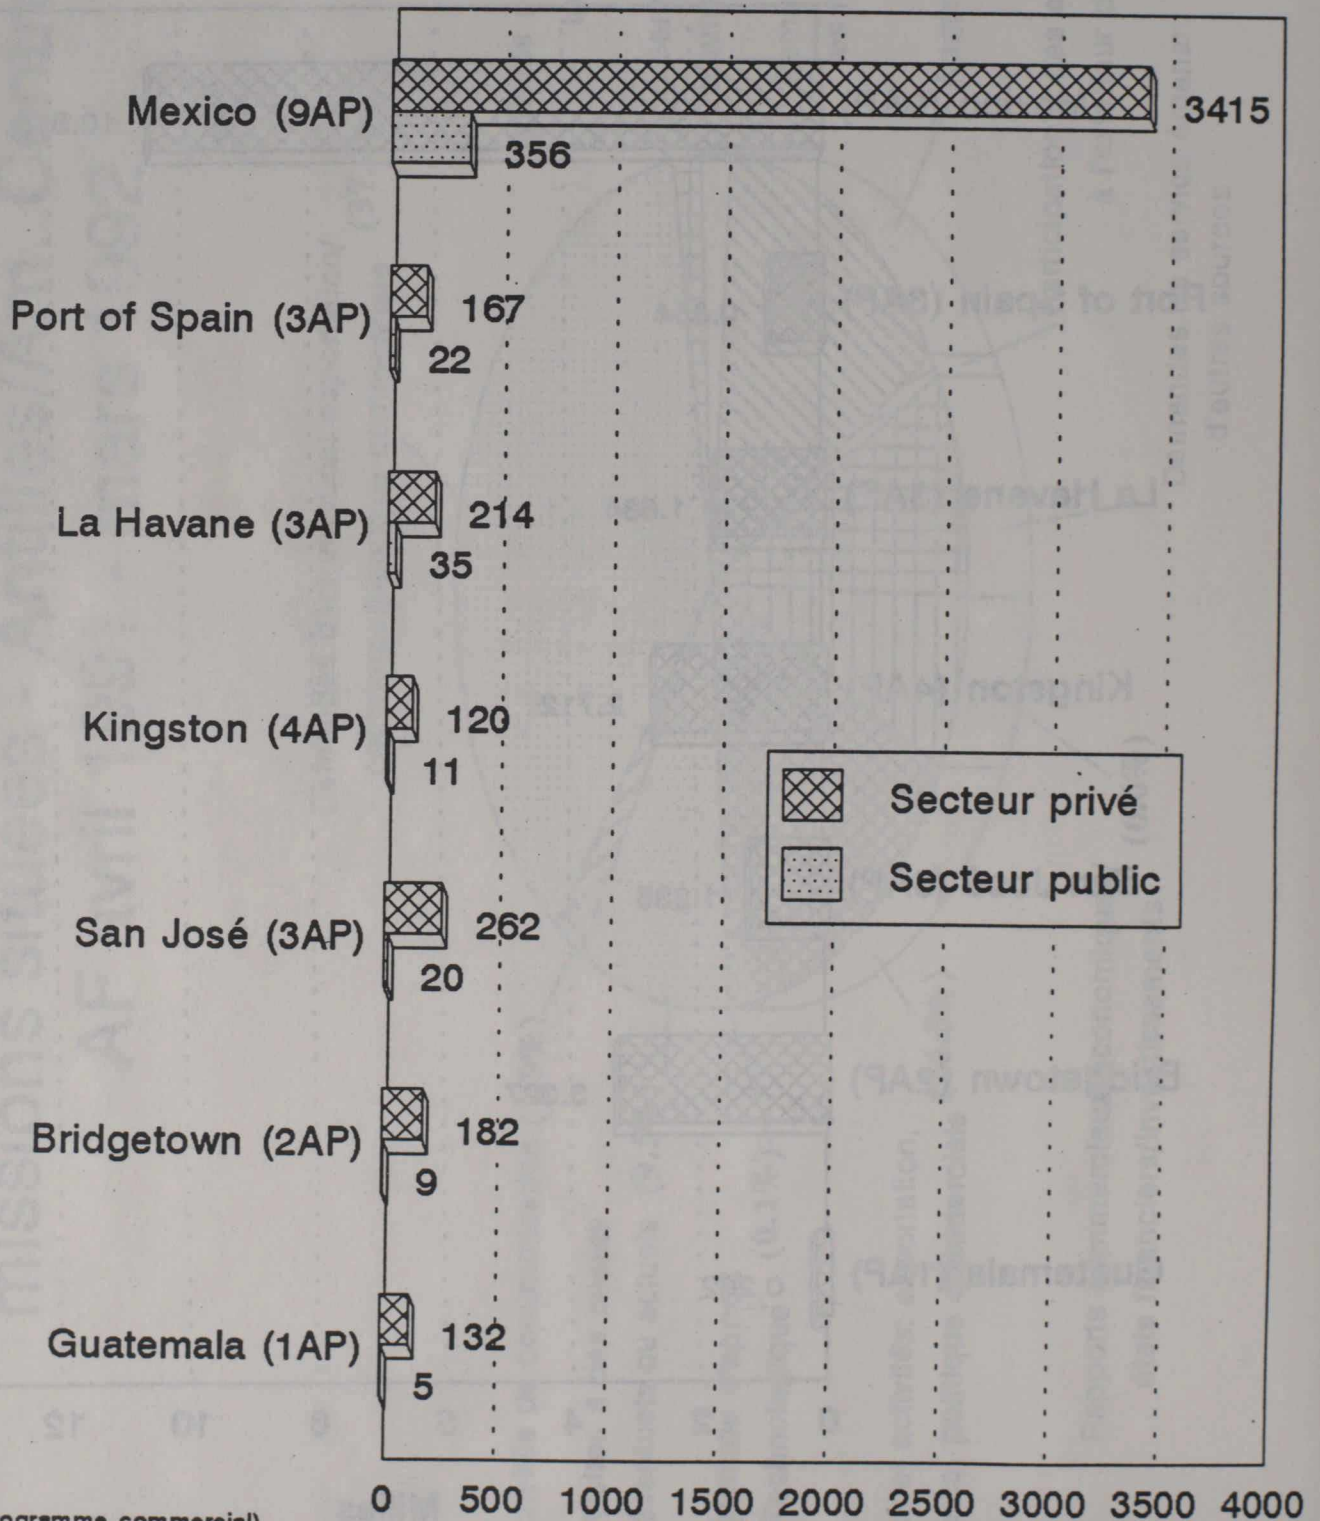 Mexico (9AP)
3415
356
Port of Spain (3AP)
167
22
La Havane (3AP)
214
35
Kingston (4AP)
120
11
Secteur privé
Secteur public
San José (3AP)
262
20
Bridgetown (2AP)
182
9
Guatemala (1AP)
132
5
0 500 1000 1500 2000 2500 3000 3500 4000
commercial)